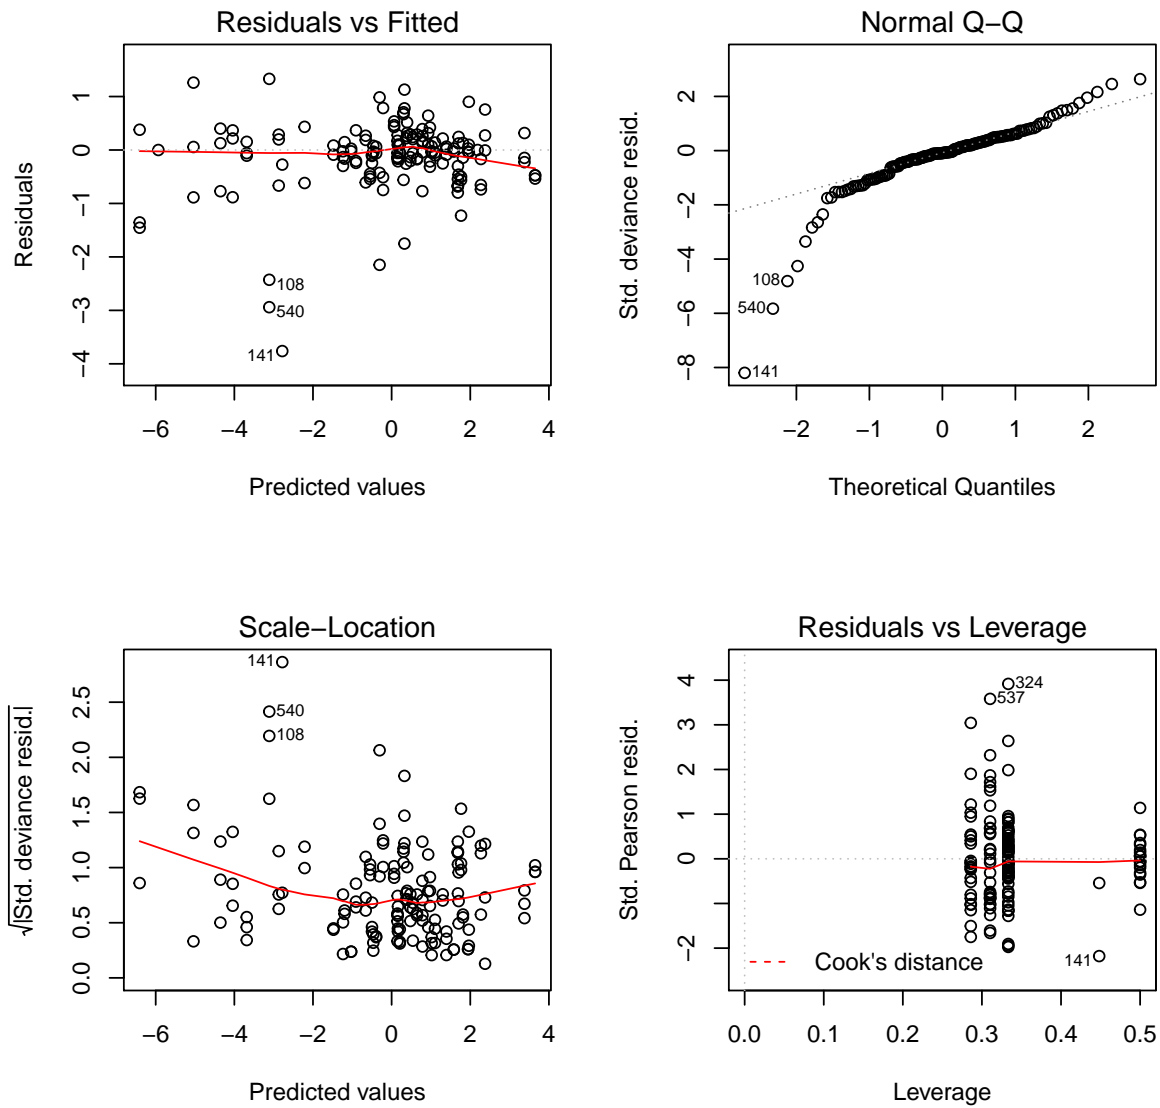 Residuals vs Fitted
Residuals
1
0
−1
−2
−3
−4
108
540
141
−6 −4 −2 0 2 4
Predicted values
Normal Q−Q
Std. deviance resid.
2
0
−2
−4
−6
−8
108
540
141
−2 −1 0 1 2
Theoretical Quantiles
Scale−Location
√|Std. deviance resid.|
2.5
2.0
1.5
1.0
0.5
0.0
141
540
108
−6 −4 −2 0 2 4
Predicted values
Residuals vs Leverage
Std. Pearson resid.
4
3
2
1
0
−2
324
537
141
Cook's distance
0.0 0.1 0.2 0.3 0.4 0.5
Leverage